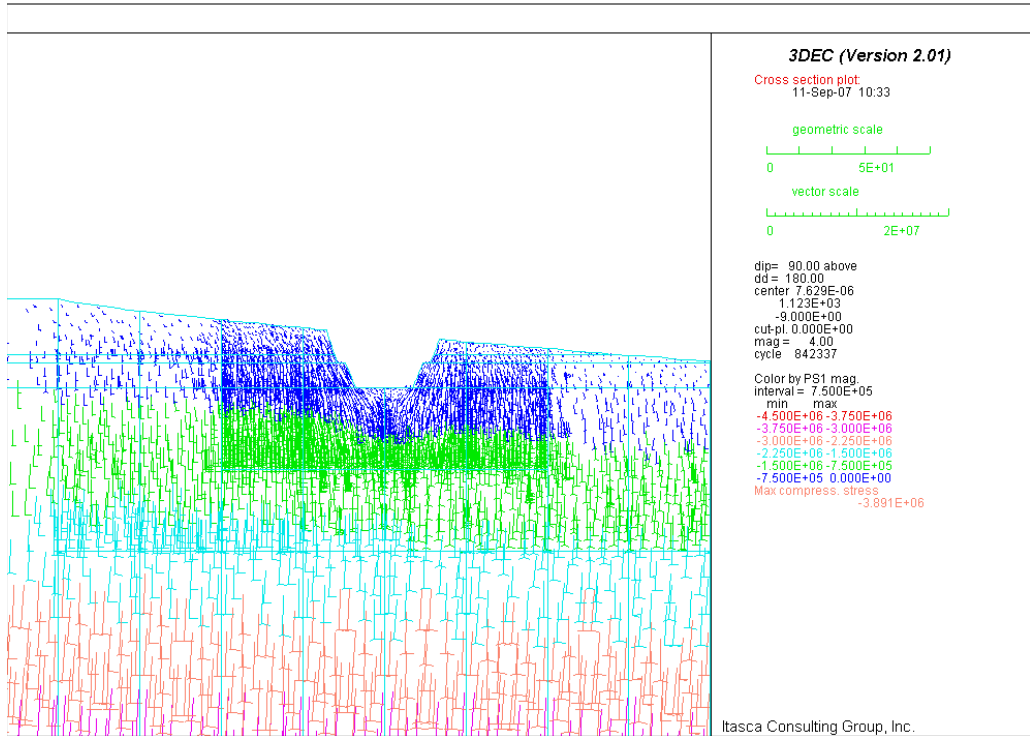 3DEC (Version 2.01)
Cross section plot:
11-Sep-07 10:33
geometric scale
0 5E+01
vector scale
0 2E+07
dip= 90.00 above
dd = 180.00
center 7.629E-06
1.123E+03
-9.000E+00
cut-pl. 0.000E+00
mag = 4.00
cycle 842337
Color by PS1 mag.
interval = 7.500E+05
min max
-4.500E+06 -3.750E+06
-3.750E+06 -3.000E+06
-3.000E+06 -2.250E+06
-2.250E+06 -1.500E+06
-1.500E+06 -7.500E+05
-7.500E+05 0.000E+00
Max compress. stress
-3.891E+06
Itasca Consulting Group, Inc.